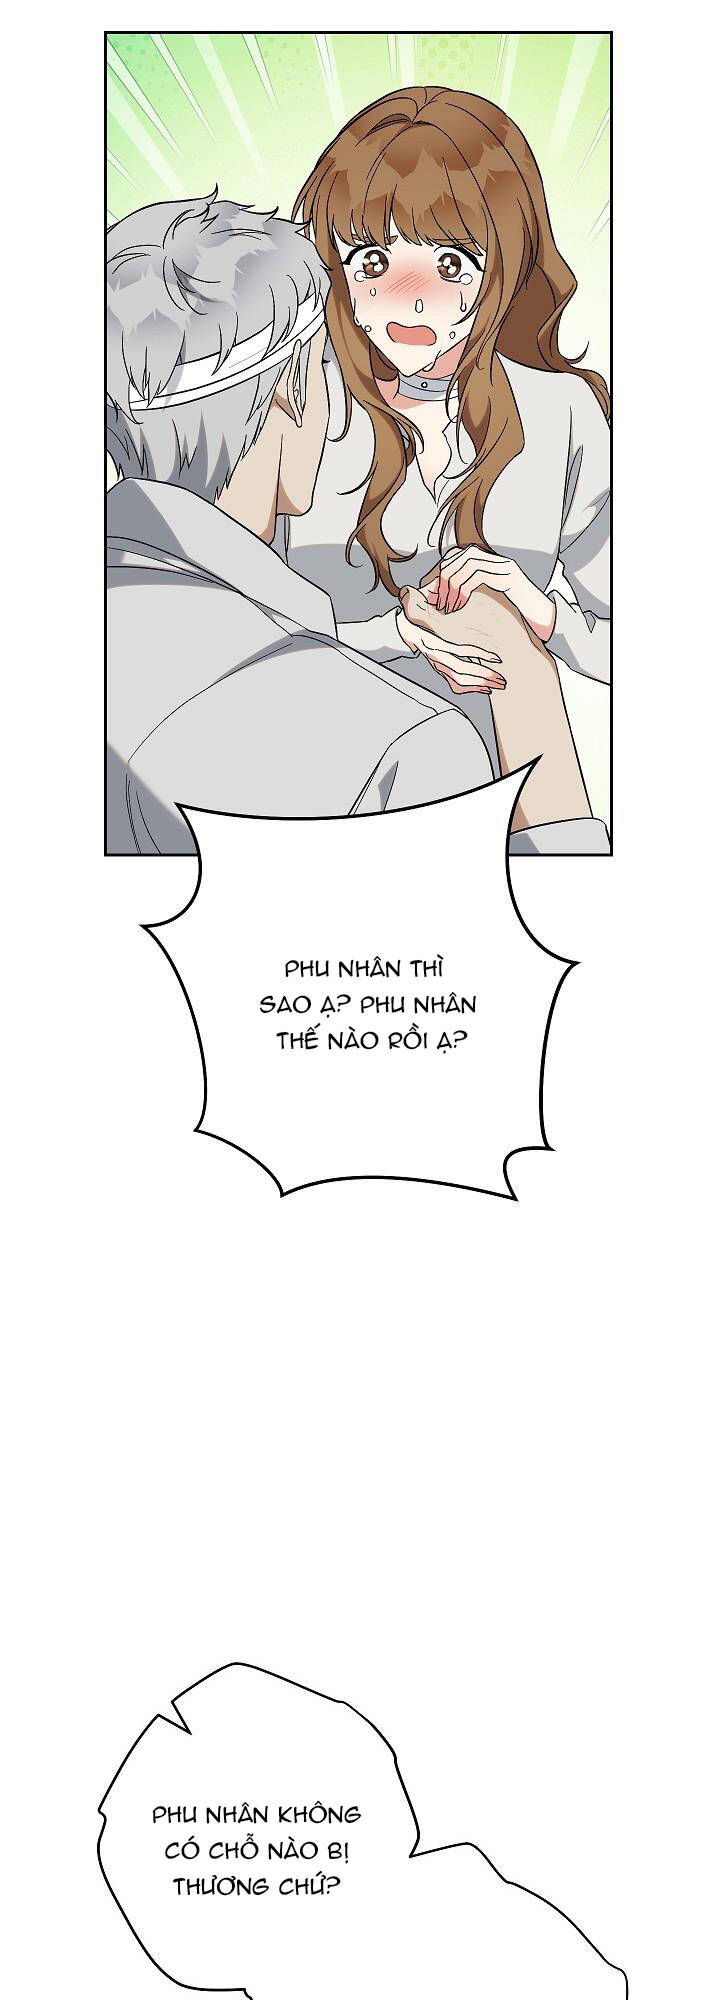 PHU NHÂN THÌ
SAO Ạ? PHU NHÂN
THẾ NÀO RỒI Ạ?
PHU NHÂN KHÔNG
CÓ CHỖ NÀO BỊ
THƯƠNG CHỨ?